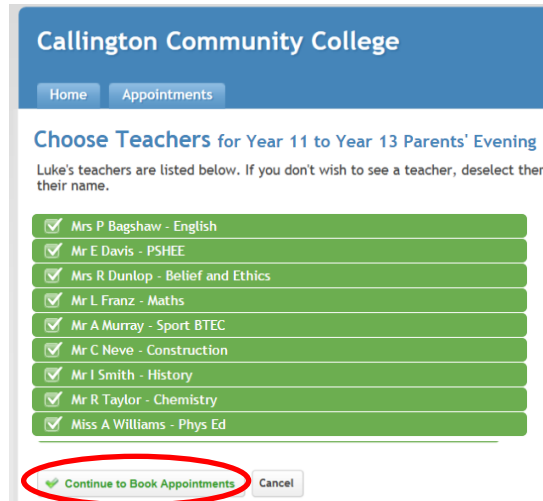 Callington Community College
Home Appointments
Choose Teachers for Year 11 to Year 13 Parents' Evening
Luke's teachers are listed below. If you don't wish to see a teacher, deselect
their name.
Mrs P Bagshaw - English
Mr E Davis - PSHEE
Mrs R Dunlop - Belief and Ethics
Mr L Franz - Maths
Mr A Murray - Sport BTEC
Mr C Neve - Construction
Mr I Smith - History
Mr R Taylor - Chemistry
Miss A Williams - Phys Ed
Continue to Book Appointments Cancel